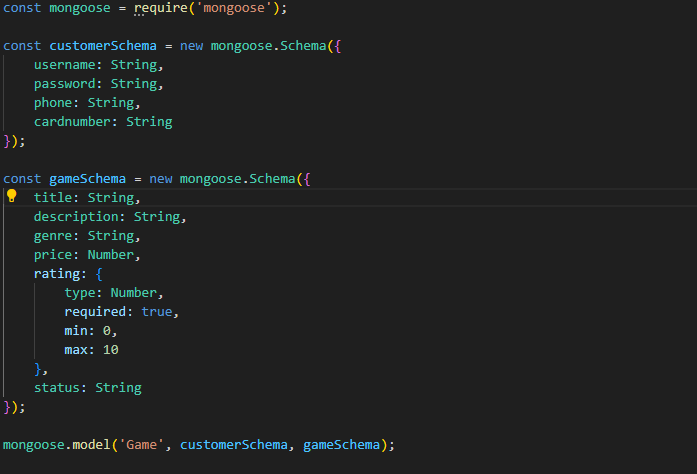 const mongoose = require('mongoose');
const customerSchema = new mongoose.Schema({
    username: String,
    password: String,
    phone: String,
    cardnumber: String
});
const gameSchema = new mongoose.Schema({
    title: String,
    description: String,
    genre: String,
    price: Number,
    rating: {
        type: Number,
        required: true,
        min: 0,
        max: 10
    },
    status: String
});
mongoose.model('Game', customerSchema, gameSchema);